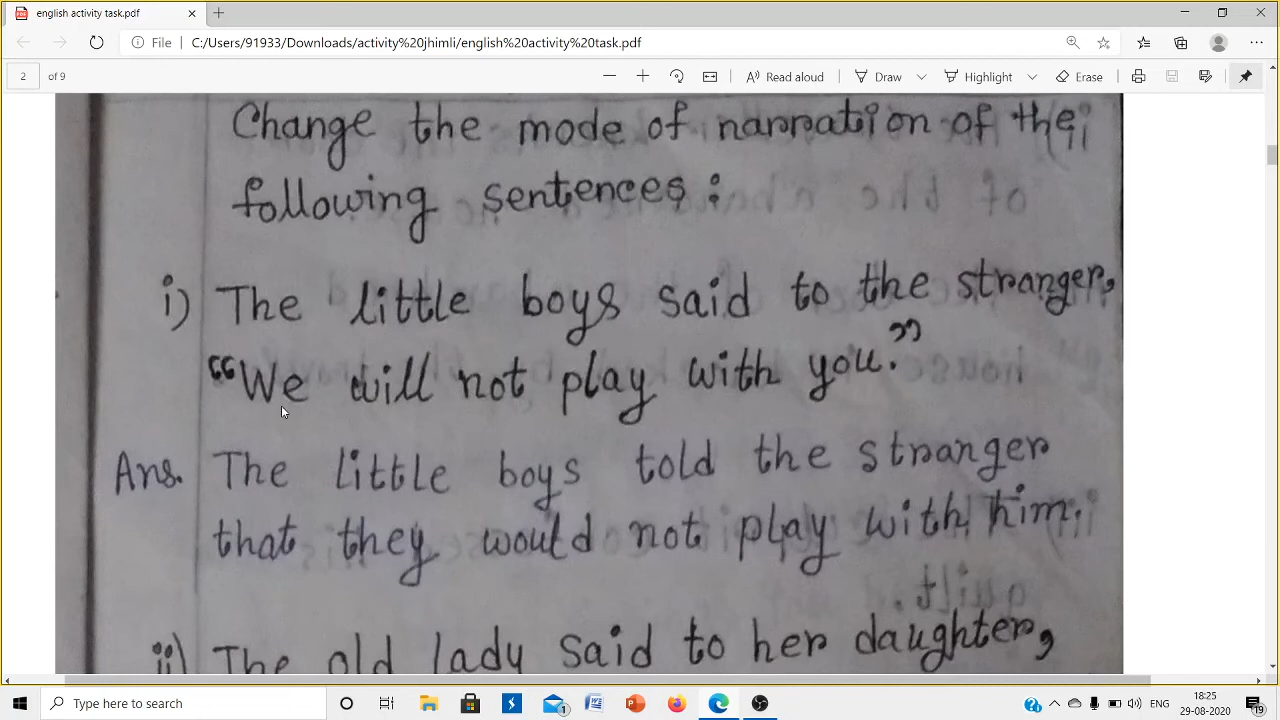 english activity task.pdf
File
C:/Users/91933/Downloads/activity%20jhimli/english%20activity%20task.pdf
2 of 9
Read aloud
Draw
Highlight
Erase
Change the mode of narration of the
following sentences :
i) The little boys said to the stranger,
“We will not play with you.”
Ans. The little boys told the stranger
that they would not play with him.
ii) The old lady said to her daughter,
Type here to search
ENG
18:25
29-08-2020
19